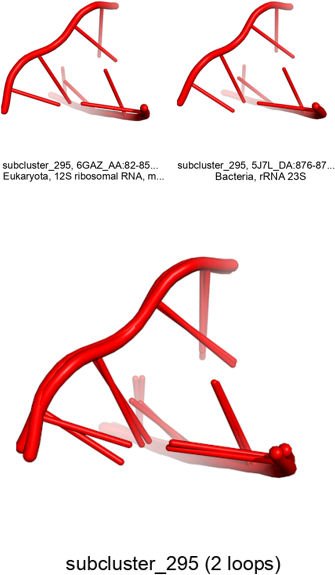 subcluster_295, 6GAZ_AA:82-85...
Eukaryota, 12S ribosomal RNA, m...
subcluster_295, 5J7L_DA:876-87...
Bacteria, rRNA 23S
subcluster_295 (2 loops)